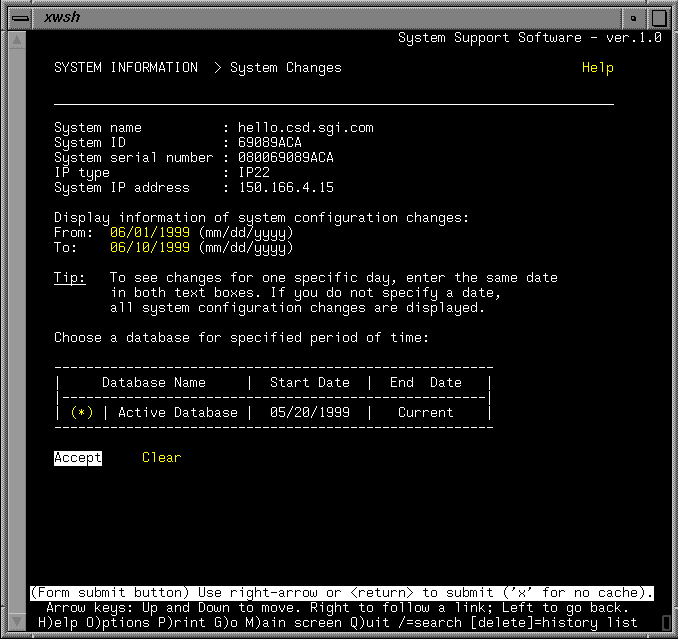 xwsh
System Support Software - ver.1.0
SYSTEM INFORMATION > System Changes Help
System name : hello.csd.sgi.com
System ID : 69089ACA
System serial number : 080069089ACA
IP type : IP22
System IP address : 150.166.4.15
Display information of system configuration changes:
From: 06/01/1999 (mm/dd/yyyy)
To: 06/10/1999 (mm/dd/yyyy)
Tip: To see changes for one specific day, enter the same date
in both text boxes. If you do not specify a date,
all system configuration changes are displayed.
Choose a database for specified period of time:
| Database Name | Start Date | End Date |
| (*) | Active Database | 05/20/1999 | Current |
Accept Clear
(Form submit button) Use right-arrow or <return> to submit ('x' for no cache).
Arrow keys: Up and Down to move. Right to follow a link; Left to go back.
H)elp O)ptions P)rint G)o M)ain screen Q)uit /=search [delete]=history list